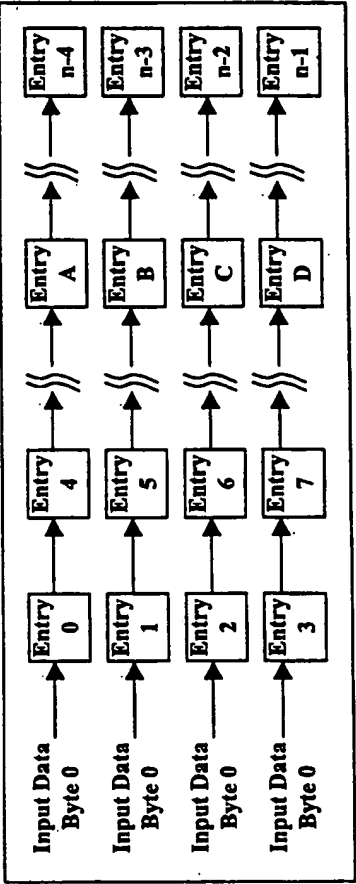 Input Data
Byte 0
Entry
0
Entry
4
Entry
A
Entry
n-4
Input Data
Byte 0
Entry
1
Entry
5
Entry
B
Entry
n-3
Input Data
Byte 0
Entry
2
Entry
6
Entry
C
Entry
n-2
Input Data
Byte 0
Entry
3
Entry
7
Entry
D
Entry
n-1